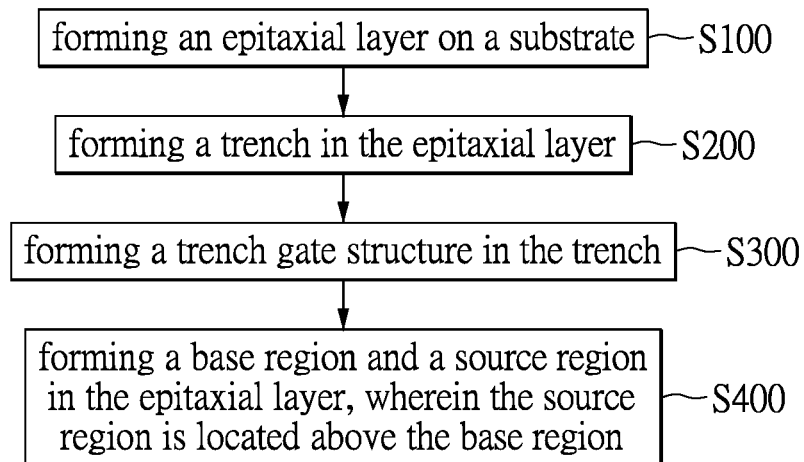 forming an epitaxial layer on a substrate S100
forming a trench in the epitaxial layer S200
forming a trench gate structure in the trench S300
forming a base region and a source region
in the epitaxial layer, wherein the source S400
region is located above the base region